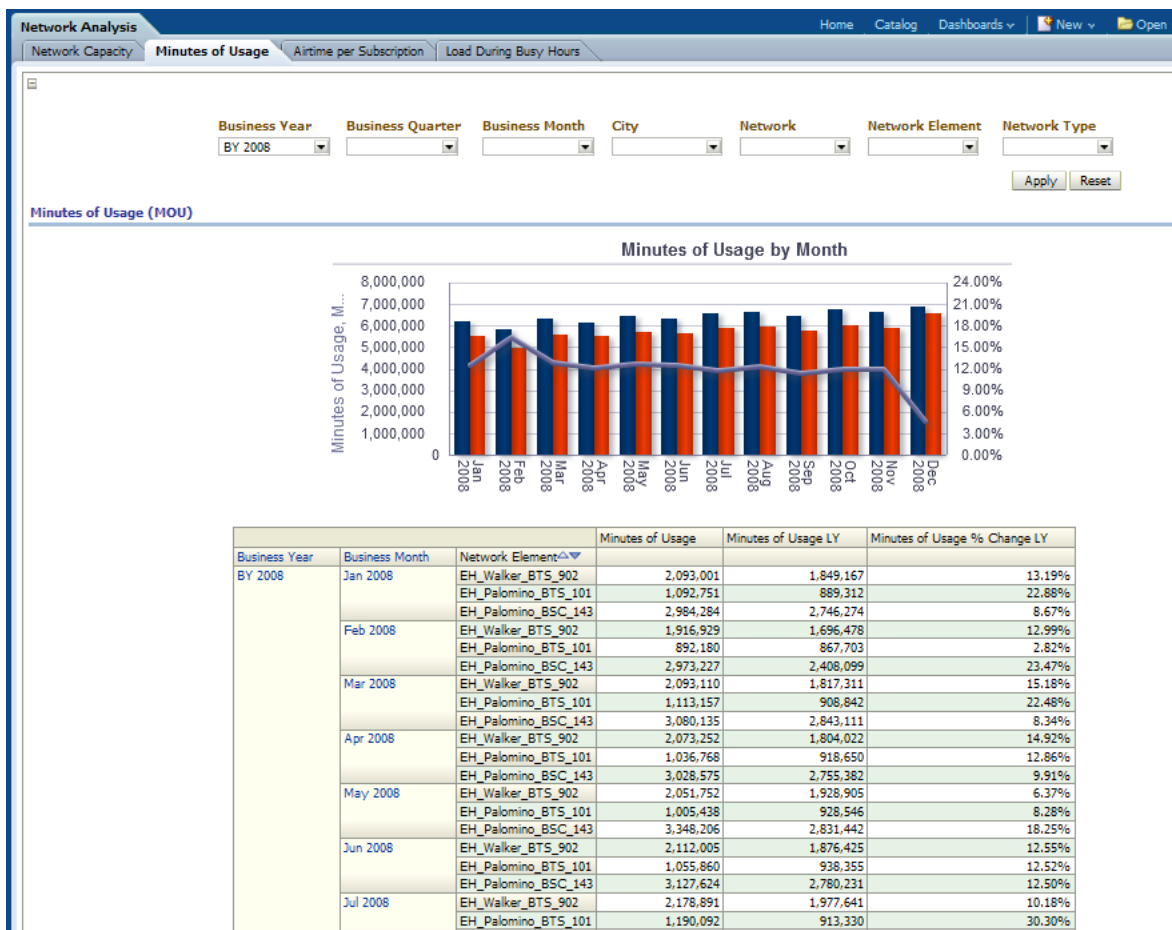 Network Analysis
Home Catalog Dashboards New Open
Network Capacity Minutes of Usage Airtime per Subscription Load During Busy Hours
Business Year Business Quarter Business Month City Network Network Element Network Type
BY 2008
Apply Reset
Minutes of Usage (MOU)
Minutes of Usage by Month
Minutes of Usage, M...
8,000,000 24.00%
7,000,000 21.00%
6,000,000 18.00%
5,000,000 15.00%
4,000,000 12.00%
3,000,000 9.00%
2,000,000 6.00%
1,000,000 3.00%
0 0.00%
Jan 2008 Feb 2008 Mar 2008 Apr 2008 May 2008 Jun 2008 Jul 2008 Aug 2008 Sep 2008 Oct 2008 Nov 2008 Dec 2008
Minutes of Usage Minutes of Usage LY Minutes of Usage % Change LY
Business Year Business Month Network Element
BY 2008 Jan 2008 EH_Walker_BTS_902 2,093,001 1,849,167 13.19%
EH_Palomino_BTS_101 1,092,751 889,312 22.88%
EH_Palomino_BSC_143 2,984,284 2,746,274 8.67%
Feb 2008 EH_Walker_BTS_902 1,916,929 1,696,478 12.99%
EH_Palomino_BTS_101 892,180 867,703 2.82%
EH_Palomino_BSC_143 2,973,227 2,408,099 23.47%
Mar 2008 EH_Walker_BTS_902 2,093,110 1,817,311 15.18%
EH_Palomino_BTS_101 1,113,157 908,842 22.48%
EH_Palomino_BSC_143 3,080,135 2,843,111 8.34%
Apr 2008 EH_Walker_BTS_902 2,073,252 1,804,022 14.92%
EH_Palomino_BTS_101 1,036,768 918,650 12.86%
EH_Palomino_BSC_143 3,028,575 2,755,382 9.91%
May 2008 EH_Walker_BTS_902 2,051,752 1,928,905 6.37%
EH_Palomino_BTS_101 1,005,438 928,546 8.28%
EH_Palomino_BSC_143 3,348,206 2,831,442 18.25%
Jun 2008 EH_Walker_BTS_902 2,112,005 1,876,425 12.55%
EH_Palomino_BTS_101 1,055,860 938,355 12.52%
EH_Palomino_BSC_143 3,127,624 2,780,231 12.50%
Jul 2008 EH_Walker_BTS_902 2,178,891 1,977,641 10.18%
EH_Palomino_BTS_101 1,190,092 913,330 30.30%